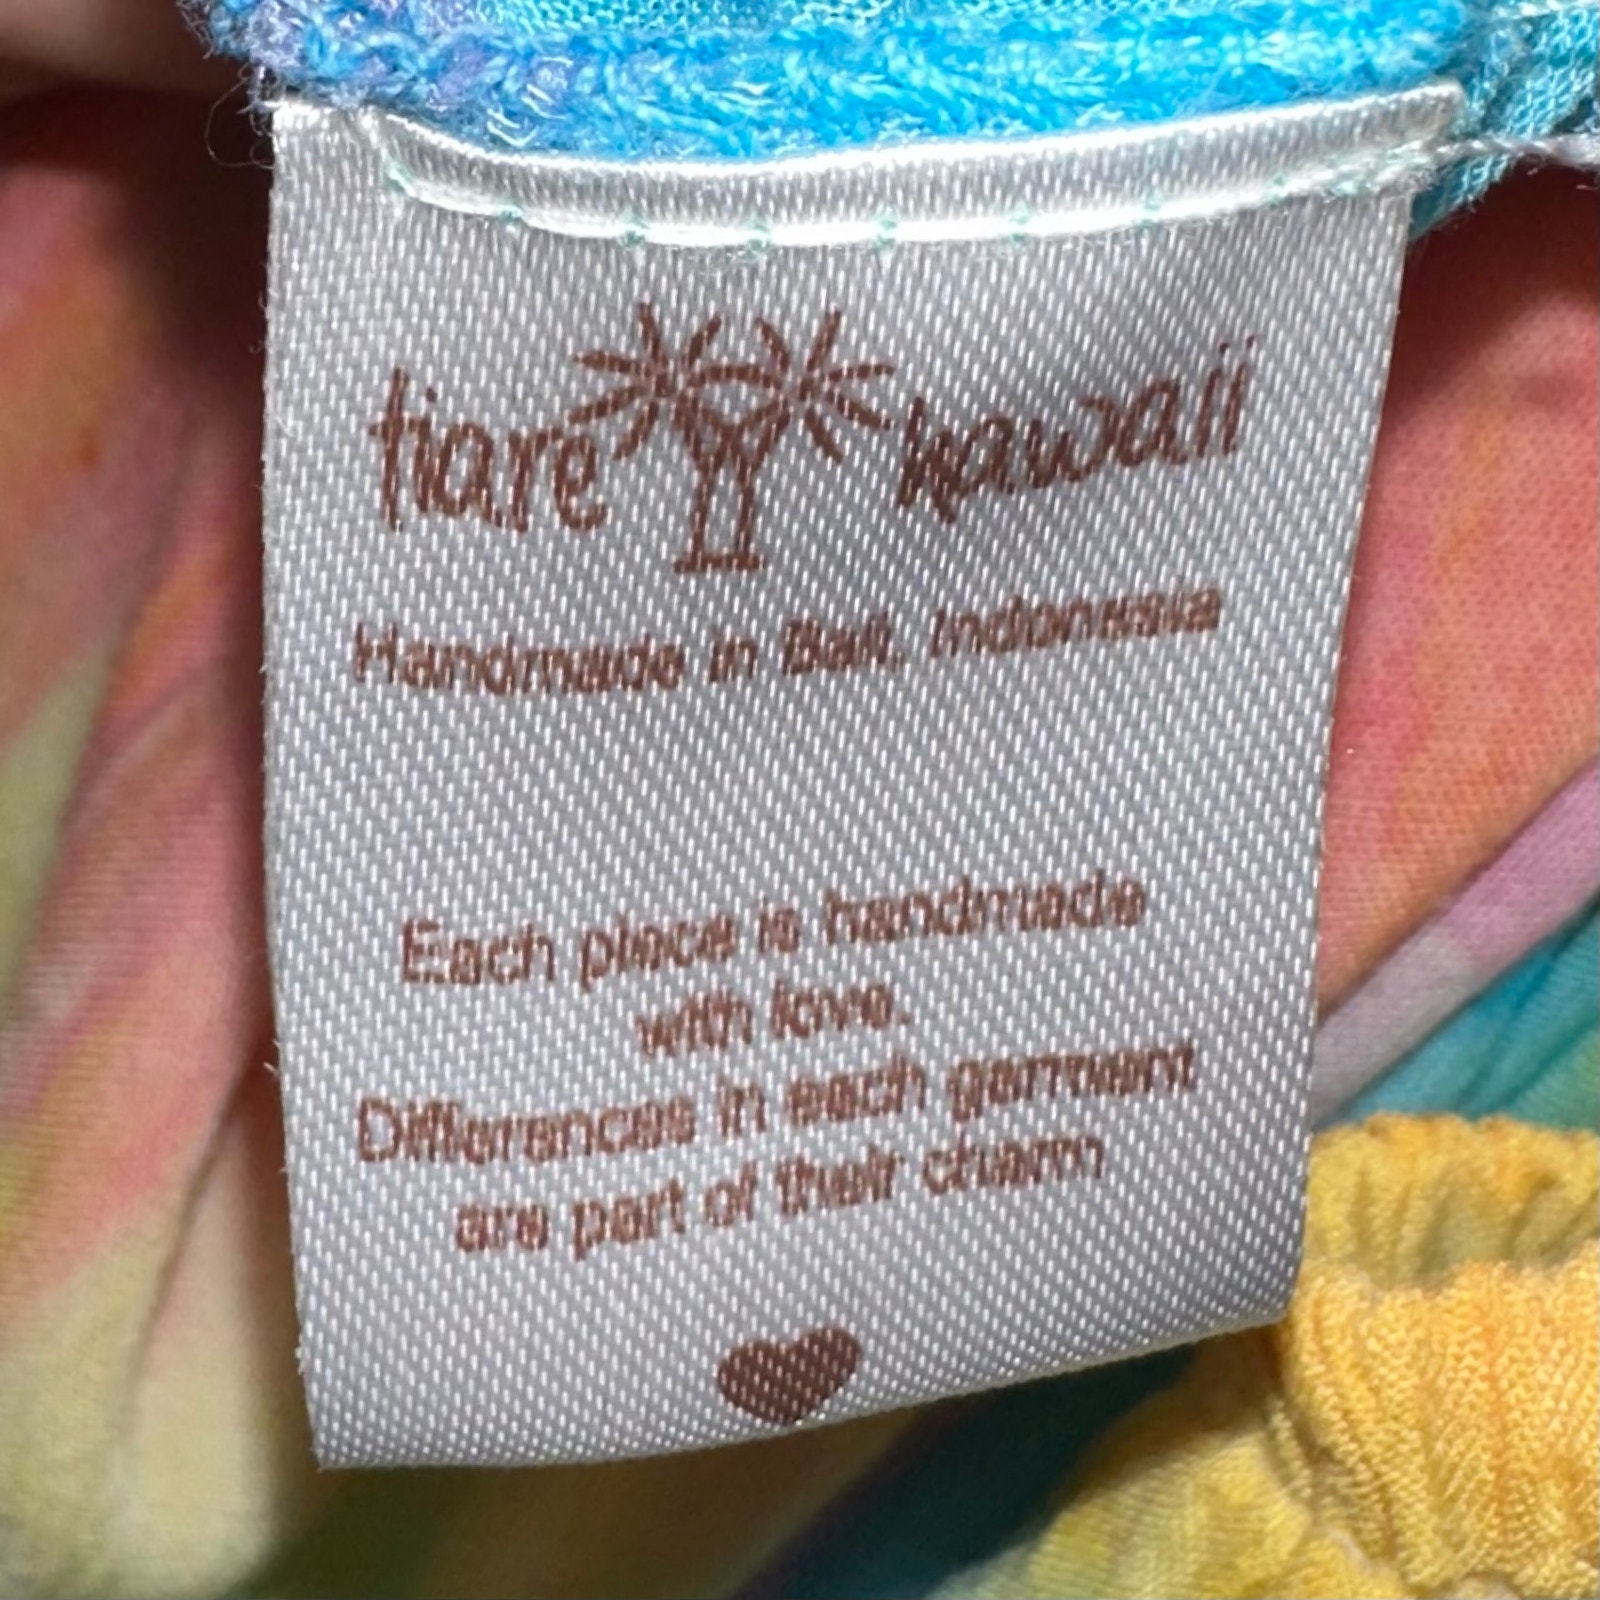 tiare hawaii
Handmade in Bali, Indonesia
Each piece is handmade
with love.
Differences in each garment
are part of their charm